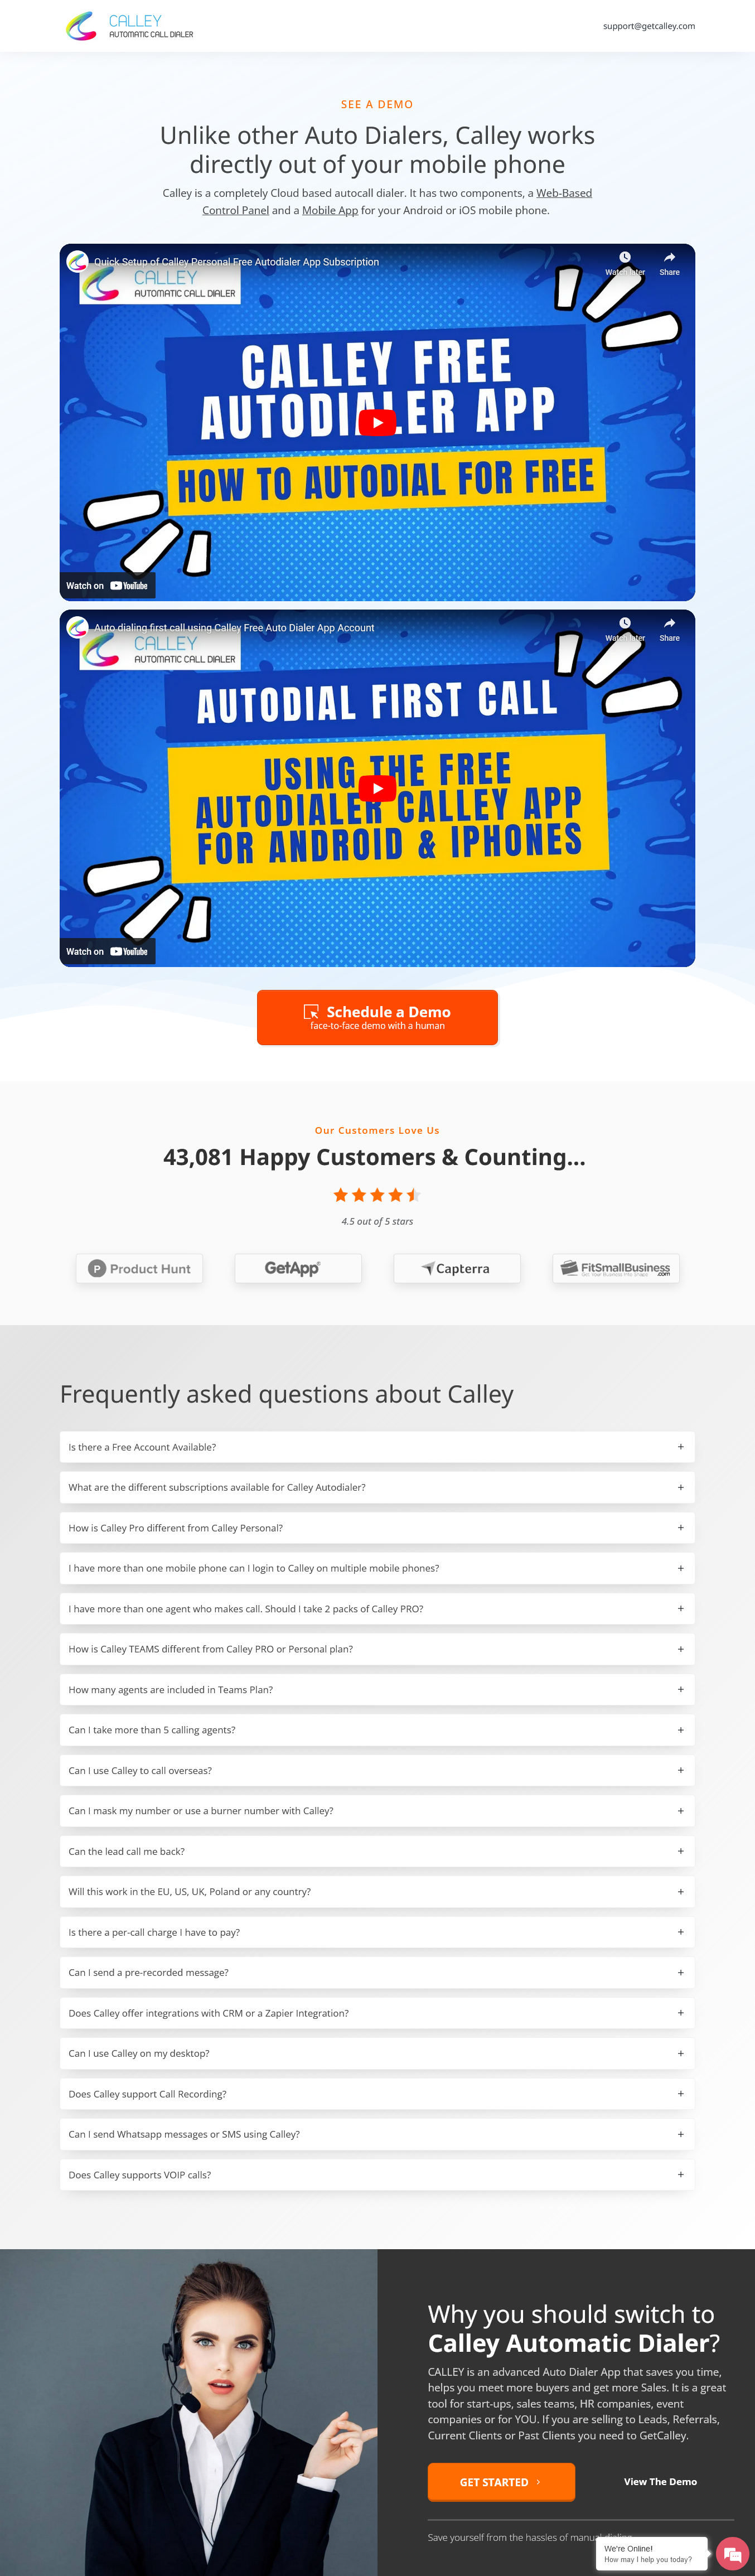 CALLEY
AUTOMATIC CALL DIALER
support@getcalley.com
SEE A DEMO
Unlike other Auto Dialers, Calley works
directly out of your mobile phone
Calley is a completely Cloud based autocall dialer. It has two components, a Web-Based
Control Panel and a Mobile App for your Android or iOS mobile phone.
Quick Setup of Calley Personal Free Autodialer App Subscription
Watch later
Share
CALLEY
AUTOMATIC CALL DIALER
CALLEY FREE
AUTODIALER APP
HOW TO AUTODIAL FOR FREE
Watch on YouTube
Auto dialing first call using Calley Free Auto Dialer App Account
Watch later
Share
CALLEY
AUTOMATIC CALL DIALER
AUTODIAL FIRST CALL
USING THE FREE
AUTODIALER CALLEY APP
FOR ANDROID & IPHONES
Watch on YouTube
Schedule a Demo
face-to-face demo with a human
Our Customers Love Us
43,081 Happy Customers & Counting...
4.5 out of 5 stars
P Product Hunt
GetApp
Capterra
FitSmallBusiness
.com
Frequently asked questions about Calley
Is there a Free Account Available?
What are the different subscriptions available for Calley Autodialer?
How is Calley Pro different from Calley Personal?
I have more than one mobile phone can I login to Calley on multiple mobile phones?
I have more than one agent who makes call. Should I take 2 packs of Calley PRO?
How is Calley TEAMS different from Calley PRO or Personal plan?
How many agents are included in Teams Plan?
Can I take more than 5 calling agents?
Can I use Calley to call overseas?
Can I mask my number or use a burner number with Calley?
Can the lead call me back?
Will this work in the EU, US, UK, Poland or any country?
Is there a per-call charge I have to pay?
Can I send a pre-recorded message?
Does Calley offer integrations with CRM or a Zapier Integration?
Can I use Calley on my desktop?
Does Calley support Call Recording?
Can I send Whatsapp messages or SMS using Calley?
Does Calley supports VOIP calls?
Why you should switch to
Calley Automatic Dialer?
CALLEY is an advanced Auto Dialer App that saves you time,
helps you meet more buyers and get more Sales. It is a great
tool for start-ups, sales teams, HR companies, event
companies or for YOU. If you are selling to Leads, Referrals,
Current Clients or Past Clients you need to GetCalley.
GET STARTED
View The Demo
Save yourself from the hassles of manual
We're Online!
How may I help you today?